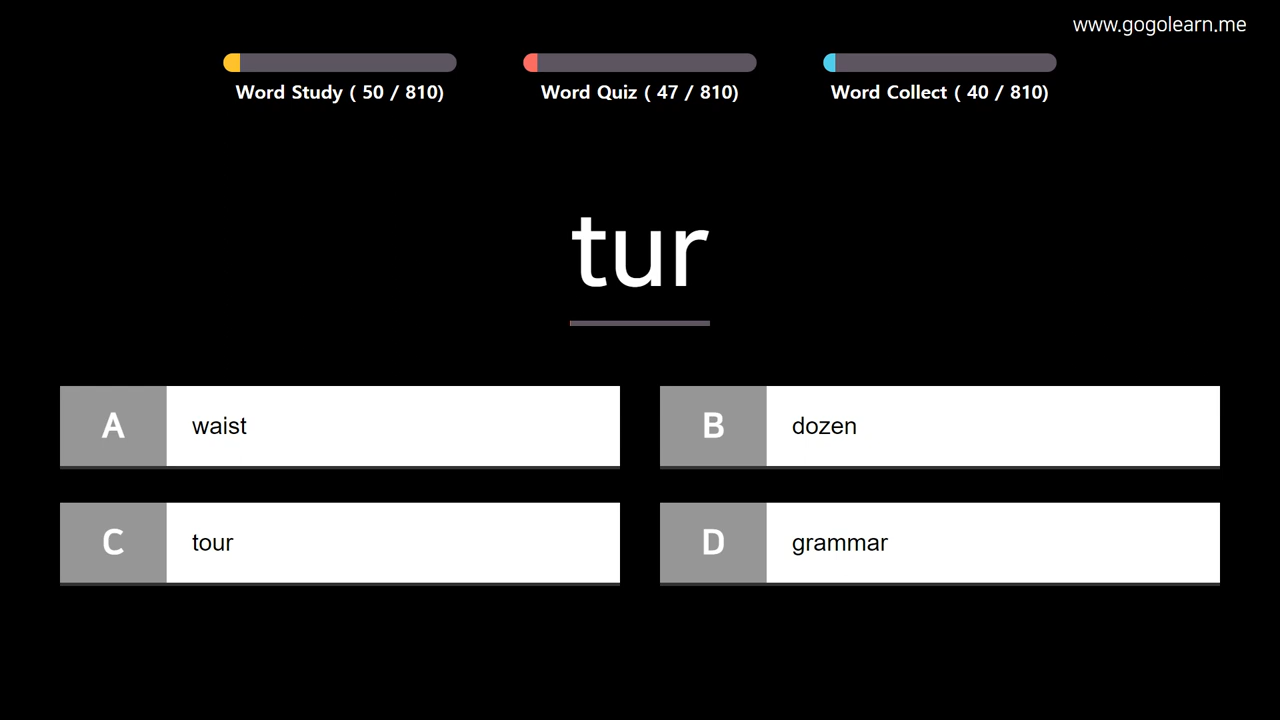 www.gogolearn.me
Word Study ( 50 / 810)
Word Quiz ( 47 / 810)
Word Collect ( 40 / 810)
tur
A waist
B dozen
C tour
D grammar